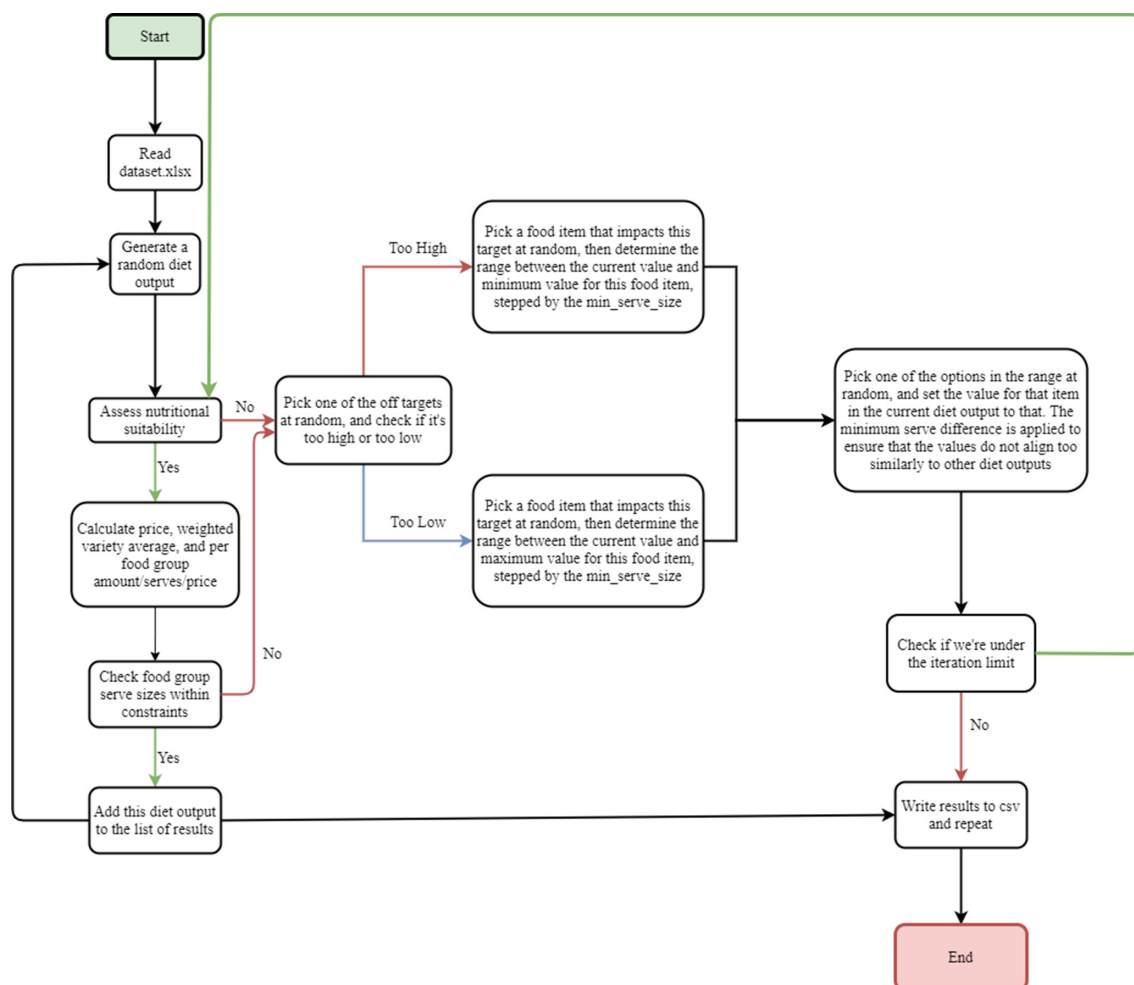 Start
Read
dataset.xlsx
Generate a
random diet
output
Assess nutritional
suitability
No
Yes
Calculate price, weighted
variety average, and per
food group
amount/serves/price
Check food group
serve sizes within
constraints
No
Yes
Add this diet output
to the list of results
Pick one of the off targets
at random, and check if it's
too high or too low
Too High
Pick a food item that impacts this
target at random, then determine the
range between the current value and
minimum value for this food item,
stepped by the min_serve_size
Too Low
Pick a food item that impacts this
target at random, then determine the
range between the current value and
maximum value for this food item,
stepped by the min_serve_size
Pick one of the options in the range at
random, and set the value for that item
in the current diet output to that. The
minimum serve difference is applied to
ensure that the values do not align too
similarly to other diet outputs
Check if we're under
the iteration limit
No
Write results to csv
and repeat
End